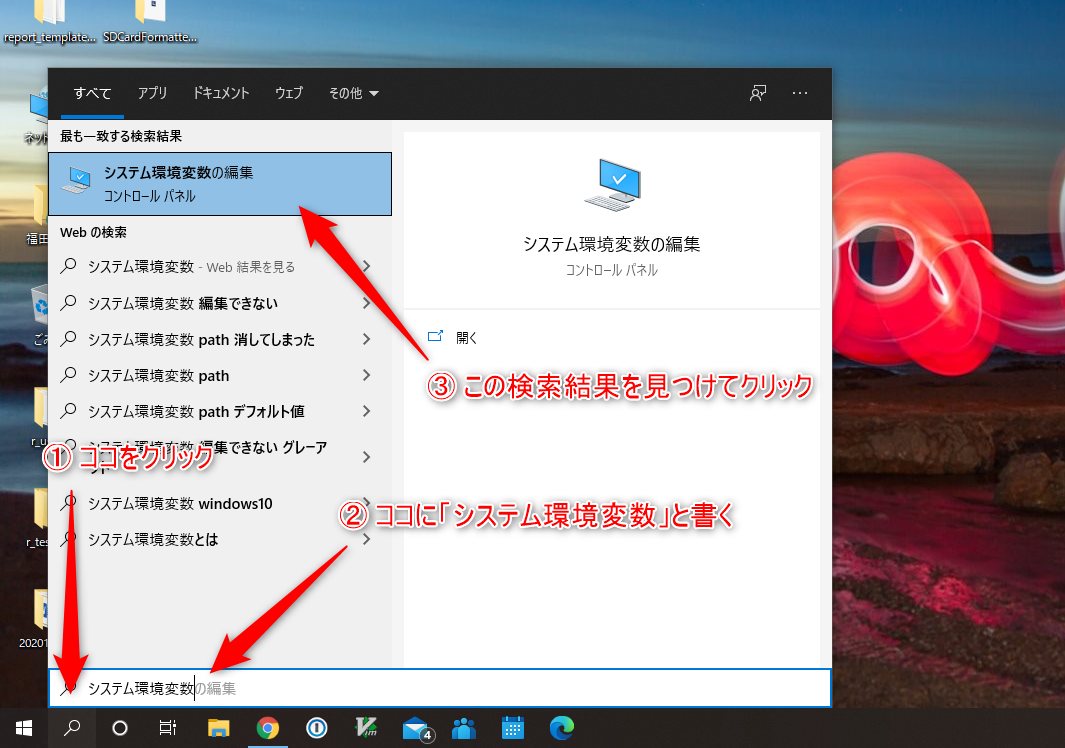 report_template...
SDCardFormatte...
すべて アプリ ドキュメント ウェブ その他
最も一致する検索結果
システム環境変数の編集
コントロール パネル
Web の検索
システム環境変数 - Web 結果を見る
システム環境変数 編集できない
システム環境変数 path 消してしまった
システム環境変数 path
システム環境変数 path デフォルト値
システム環境変数 編集できない グレーア
システム環境変数 windows10
システム環境変数とは
システム環境変数の編集
コントロール パネル
開く
③ この検索結果を見つけてクリック
① ココをクリック
② ココに「システム環境変数」と書く
システム環境変数の編集
ネット
福田
r_u
r_tes
20201
4